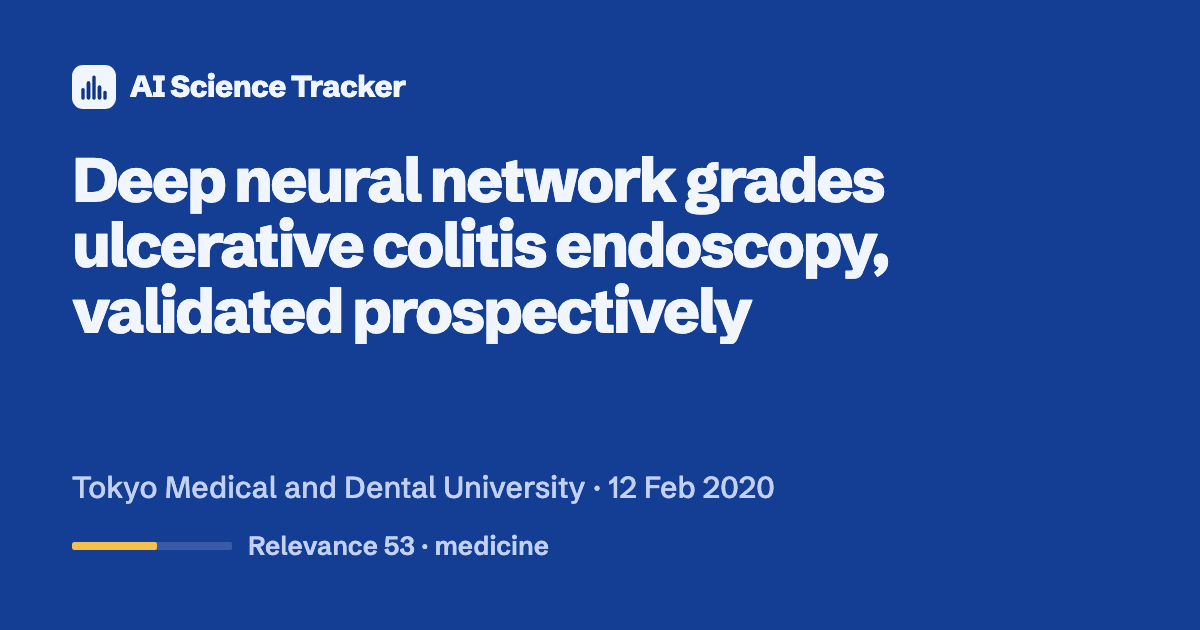 AI Science Tracker
Deep neural network grades
ulcerative colitis endoscopy,
validated prospectively
Tokyo Medical and Dental University · 12 Feb 2020
Relevance 53 · medicine